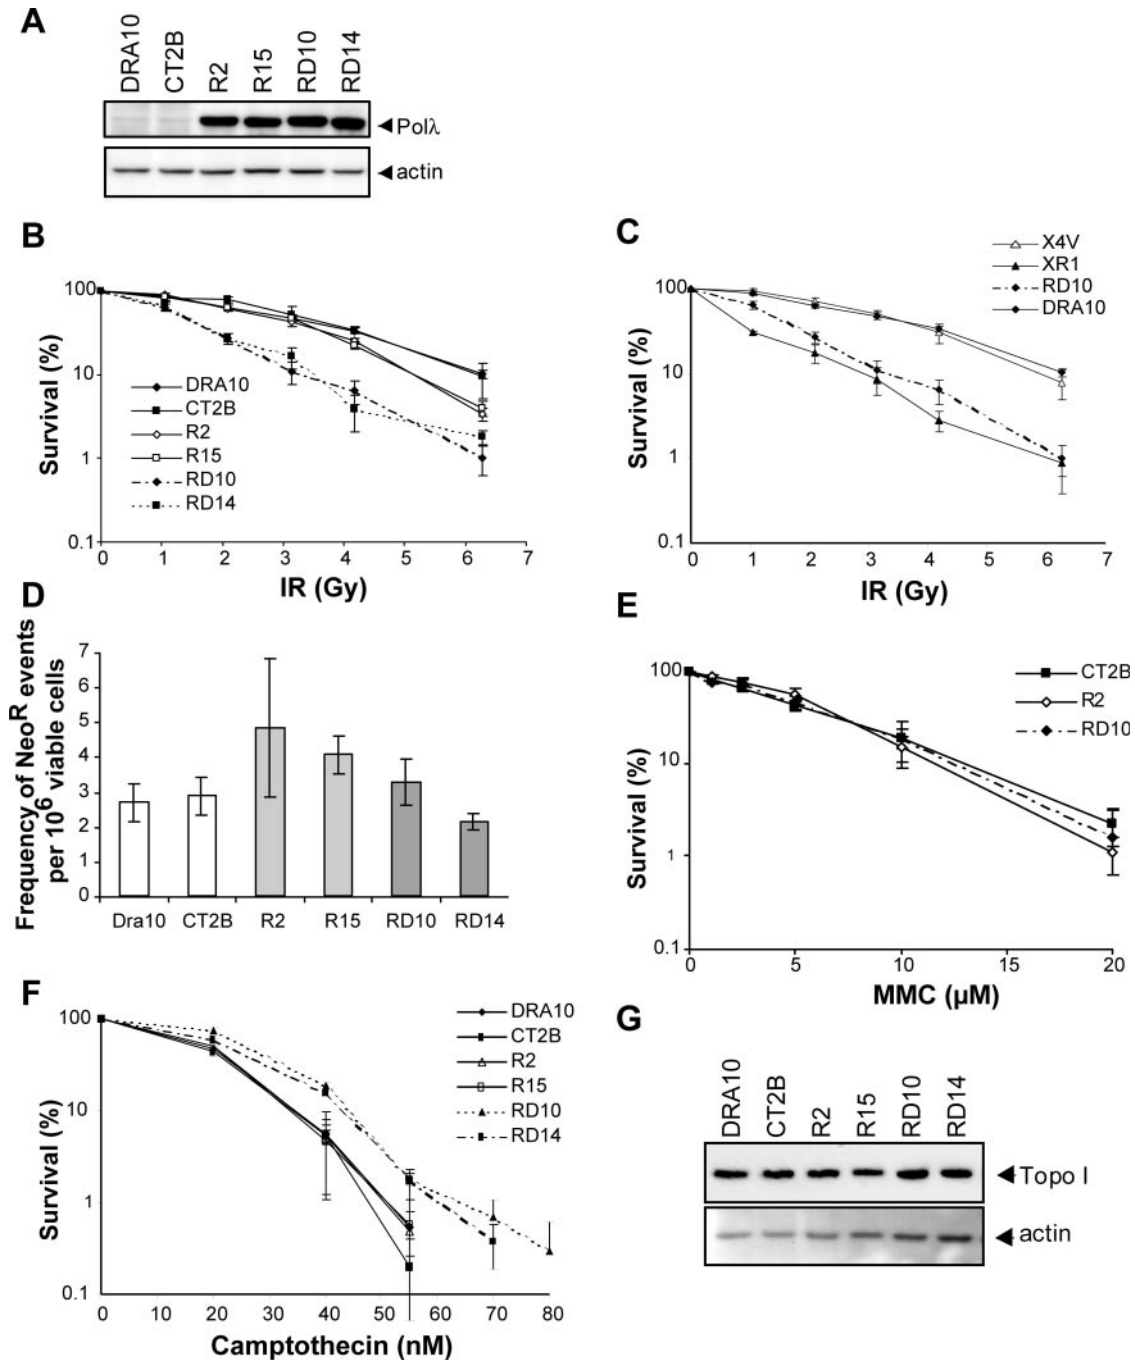 A
DRA10
CT2B
R2
R15
RD10
RD14
Polλ
actin
B
100
10
1
0.1
Survival (%)
0 1 2 3 4 5 6 7
IR (Gy)
DRA10
CT2B
R2
R15
RD10
RD14
C
X4V
XR1
RD10
DRA10
100
10
1
0.1
Survival (%)
0 1 2 3 4 5 6 7
IR (Gy)
D
Frequency of Neoᴿ events
per 10⁶ viable cells
7
6
5
4
3
2
1
0
Dra10 CT2B R2 R15 RD10 RD14
E
CT2B
R2
RD10
100
10
1
0.1
Survival (%)
0 5 10 15 20
MMC (µM)
F
DRA10
CT2B
R2
R15
RD10
RD14
100
10
1
0.1
Survival (%)
0 10 20 30 40 50 60 70 80
Camptothecin (nM)
G
DRA10
CT2B
R2
R15
RD10
RD14
Topo I
actin